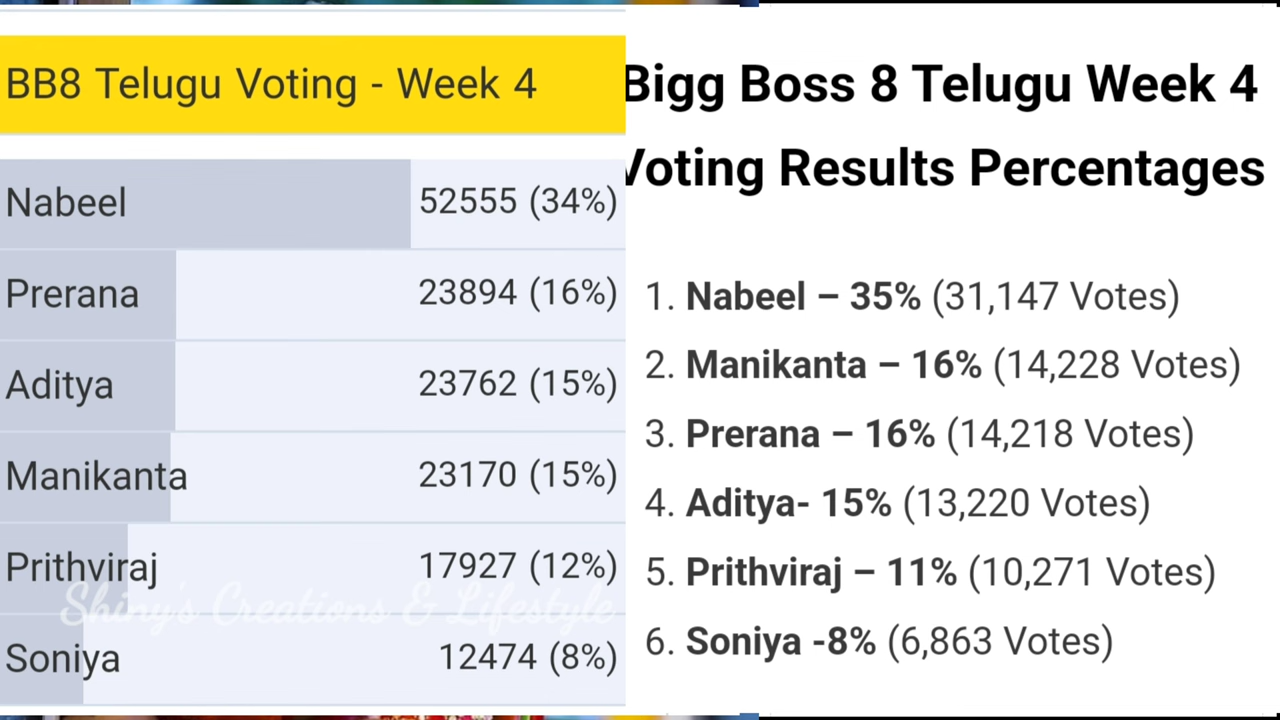 BB8 Telugu Voting - Week 4
Nabeel 52555 (34%)
Prerana 23894 (16%)
Aditya 23762 (15%)
Manikanta 23170 (15%)
Prithviraj 17927 (12%)
Shiny's Creations & Lifestyle
Soniya 12474 (8%)
Bigg Boss 8 Telugu Week 4
Voting Results Percentages
1. Nabeel – 35% (31,147 Votes)
2. Manikanta – 16% (14,228 Votes)
3. Prerana – 16% (14,218 Votes)
4. Aditya- 15% (13,220 Votes)
5. Prithviraj – 11% (10,271 Votes)
6. Soniya -8% (6,863 Votes)